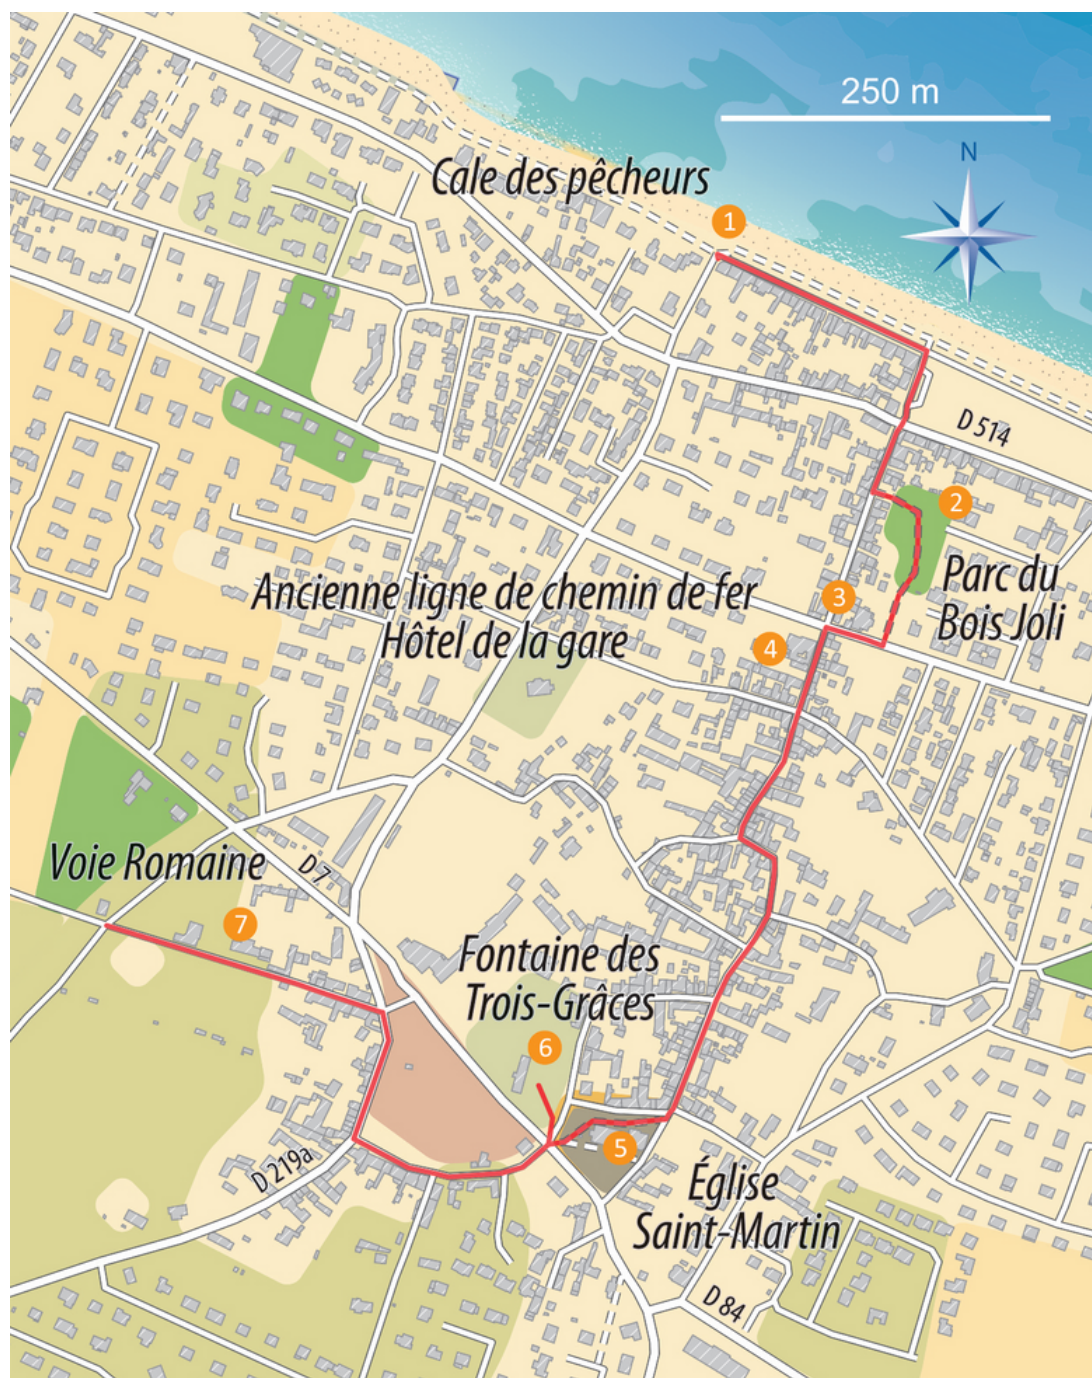 250 m
N
Cale des pêcheurs
1
D 514
2
Parc du
Bois Joli
3
Ancienne ligne de chemin de fer
Hôtel de la gare
4
Voie Romaine
D 7
7
Fontaine des
Trois-Grâces
6
5
D 219a
Église
Saint-Martin
D 84